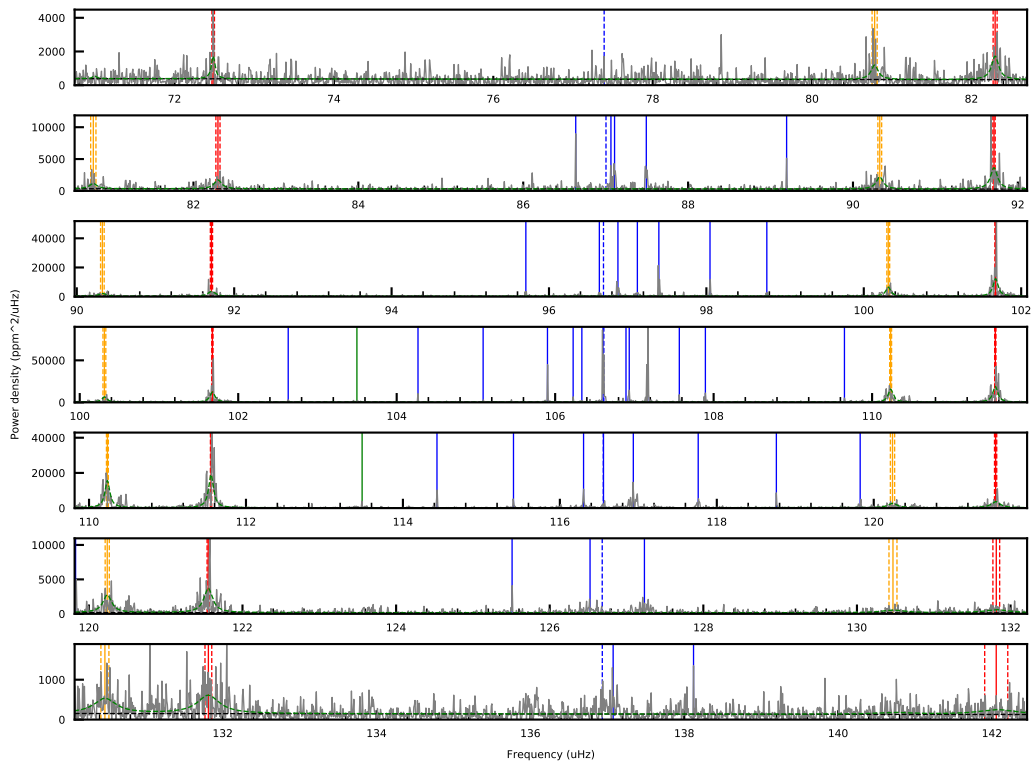 4000
2000
0
72 74 76 78 80 82
10000
5000
0
82 84 86 88 90 92
40000
20000
0
90 92 94 96 98 100 102
50000
0
100 102 104 106 108 110
40000
20000
0
110 112 114 116 118 120
10000
5000
0
120 122 124 126 128 130 132
1000
0
132 134 136 138 140 142
Power density (ppm^2/uHz)
Frequency (uHz)